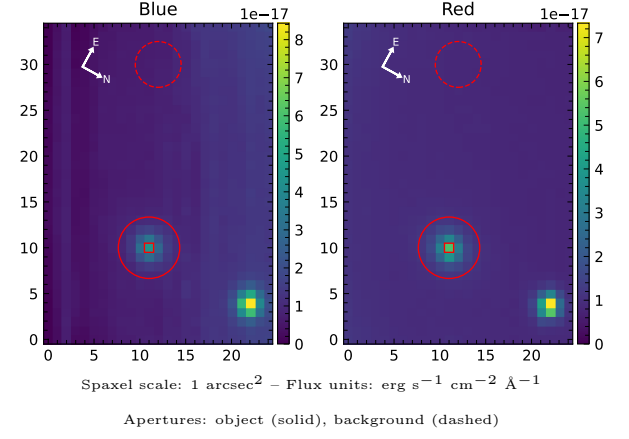 Blue Red
1e−17 1e−17
E N E N
30 25 20 15 10 5 0
0 5 10 15 20
8 7 6 5 4 3 2 1 0
30 25 20 15 10 5 0
0 5 10 15 20
7 6 5 4 3 2 1 0
Spaxel scale: 1 arcsec² – Flux units: erg s⁻¹ cm⁻² Å⁻¹
Apertures: object (solid), background (dashed)